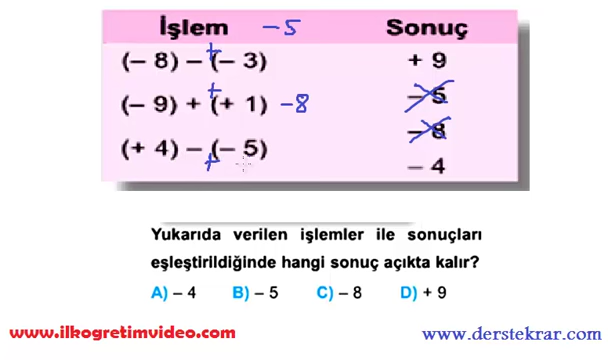 İşlem -5 Sonuç
(– 8) – (– 3) + 9
+
(– 9) + (+ 1) -8 – 5
+
– 8
(+ 4) – (– 5)
+
– 4
Yukarıda verilen işlemler ile sonuçları
eşleştirildiğinde hangi sonuç açıkta kalır?
A) – 4 B) – 5 C) – 8 D) + 9
www.ilkogretimvideo.com www.derstekrar.com